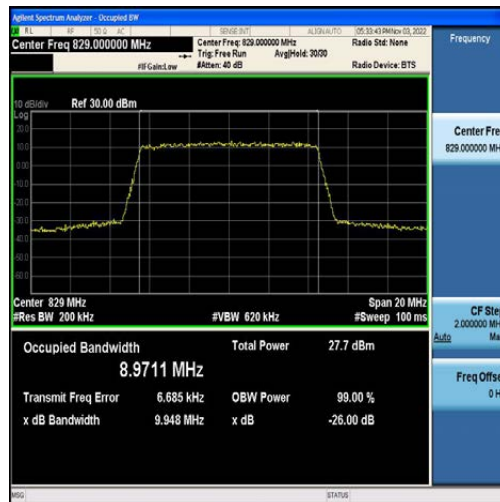 Agilent Spectrum Analyzer - Occupied BW
RL RF 50 Ω AC SENSE:INT ALIGNAUTO 05:33:43 PM Nov 03, 2022
Center Freq 829.000000 MHz
Center Freq: 829.000000 MHz
Radio Std: None
Trig: Free Run Avg|Hold: 30/30
#IFGain:Low #Atten: 40 dB Radio Device: BTS
Frequency
10 dB/div Ref 30.00 dBm
Log
20.0
10.0
0.00
-10.0
-20.0
-30.0
-40.0
-50.0
-60.0
Center Fre
829.000000 MH
Center 829 MHz Span 20 MHz
#Res BW 200 kHz #VBW 620 kHz #Sweep 100 ms
CF Ste
2.000000 MH
Auto Ma
Occupied Bandwidth Total Power 27.7 dBm
8.9711 MHz
Transmit Freq Error 6.685 kHz OBW Power 99.00 %
x dB Bandwidth 9.948 MHz x dB -26.00 dB
Freq Offse
0 H
MSG STATUS